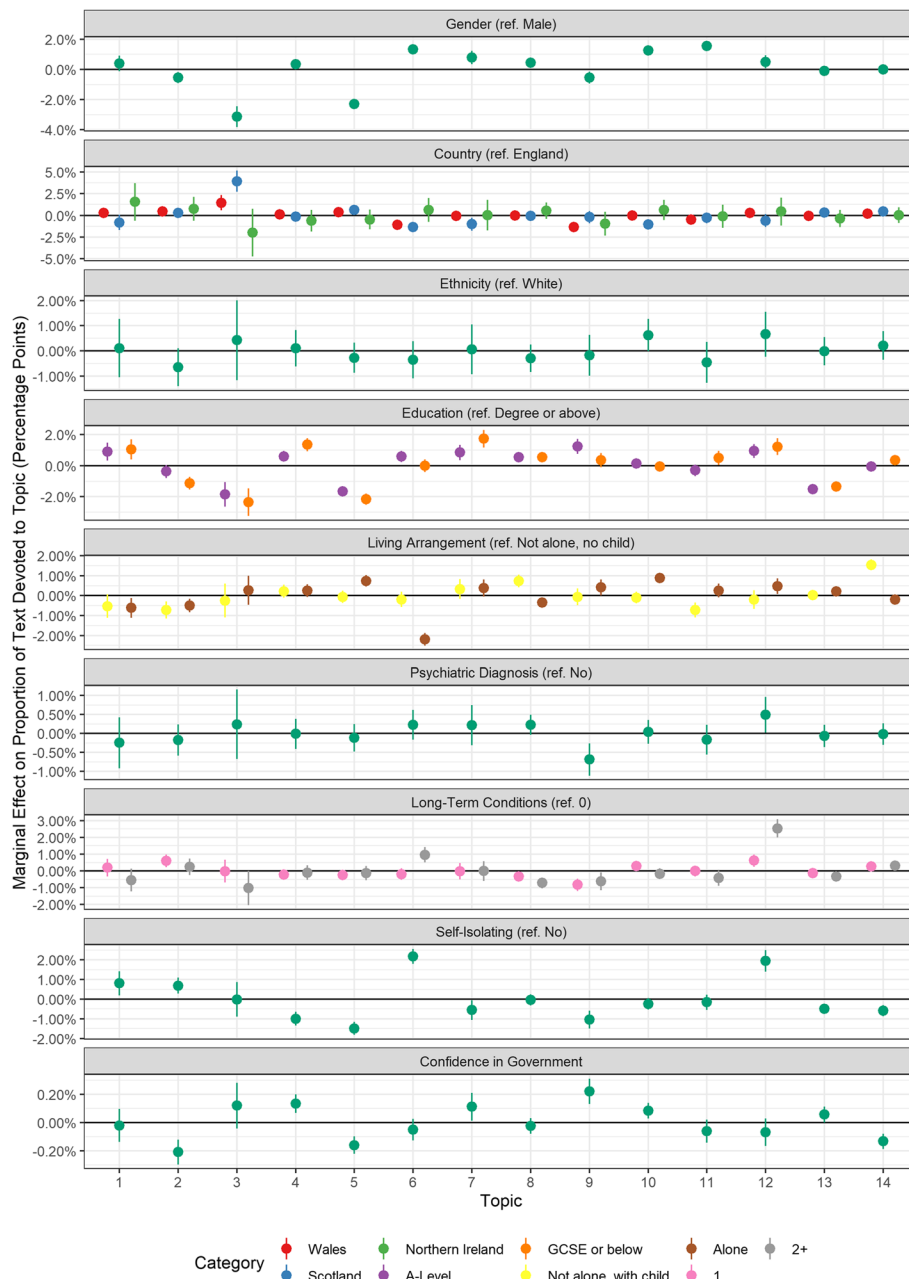 Gender (ref. Male)
2.0%
0.0%
-2.0%
-4.0%
Country (ref. England)
5.0%
2.5%
0.0%
-2.5%
-5.0%
Ethnicity (ref. White)
2.00%
1.00%
0.00%
-1.00%
Education (ref. Degree or above)
2.0%
0.0%
-2.0%
Living Arrangement (ref. Not alone, no child)
2.00%
1.00%
0.00%
-1.00%
-2.00%
Psychiatric Diagnosis (ref. No)
1.00%
0.50%
0.00%
-0.50%
-1.00%
Long-Term Conditions (ref. 0)
3.00%
2.00%
1.00%
0.00%
-1.00%
-2.00%
Self-Isolating (ref. No)
2.00%
1.00%
0.00%
-1.00%
-2.00%
Confidence in Government
0.20%
0.00%
-0.20%
Marginal Effect on Proportion of Text Devoted to Topic (Percentage Points)
1 2 3 4 5 6 7 8 9 10 11 12 13 14
Topic
Category
Wales Northern Ireland GCSE or below Alone 2+
Scotland A-Level Not alone, with child 1